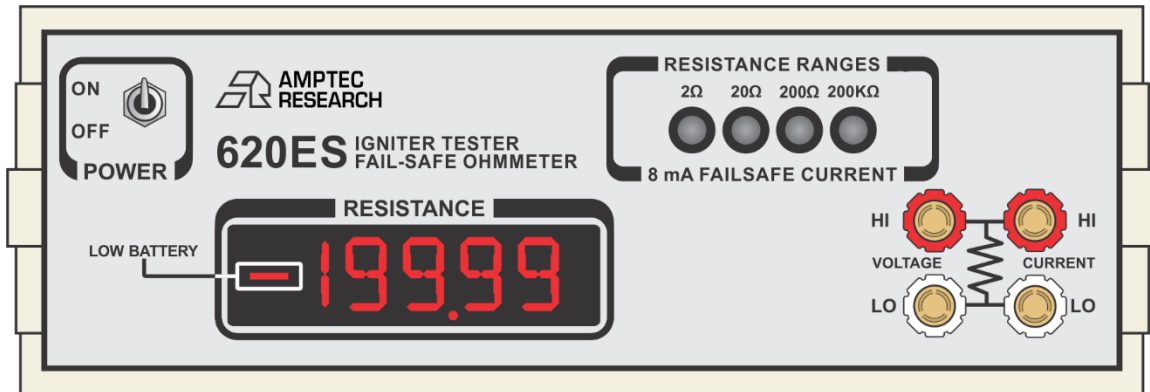 ON
OFF
POWER
AMPTEC
RESEARCH
620ES IGNITER TESTER
FAIL-SAFE OHMMETER
RESISTANCE RANGES
2Ω 20Ω 200Ω 200KΩ
8 mA FAILSAFE CURRENT
RESISTANCE
LOW BATTERY
-199.99
HI HI
VOLTAGE CURRENT
LO LO